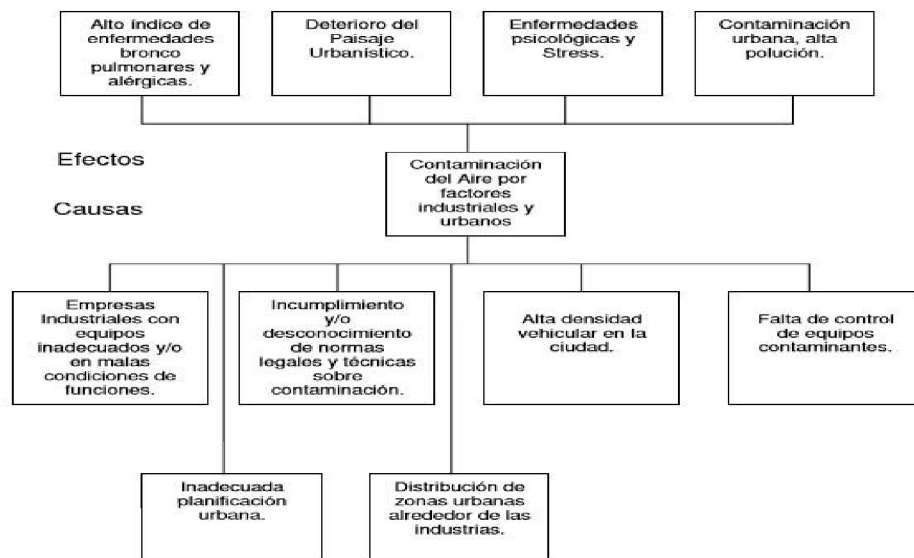 Alto índice de
enfermedades
bronco
pulmonares y
alérgicas.
Deterioro del
Paisaje
Urbanístico.
Enfermedades
psicológicas y
Stress.
Contaminación
urbana, alta
polución.
Efectos
Causas
Contaminación
del Aire por
factores
industriales y
urbanos
Empresas
Industriales con
equipos
inadecuados y/o
en malas
condiciones de
funciones.
Incumplimiento
y/o
desconocimiento
de normas
legales y técnicas
sobre
contaminación.
Alta densidad
vehicular en la
ciudad.
Falta de control
de equipos
contaminantes.
Inadecuada
planificación
urbana.
Distribución de
zonas urbanas
alrededor de las
industrias.